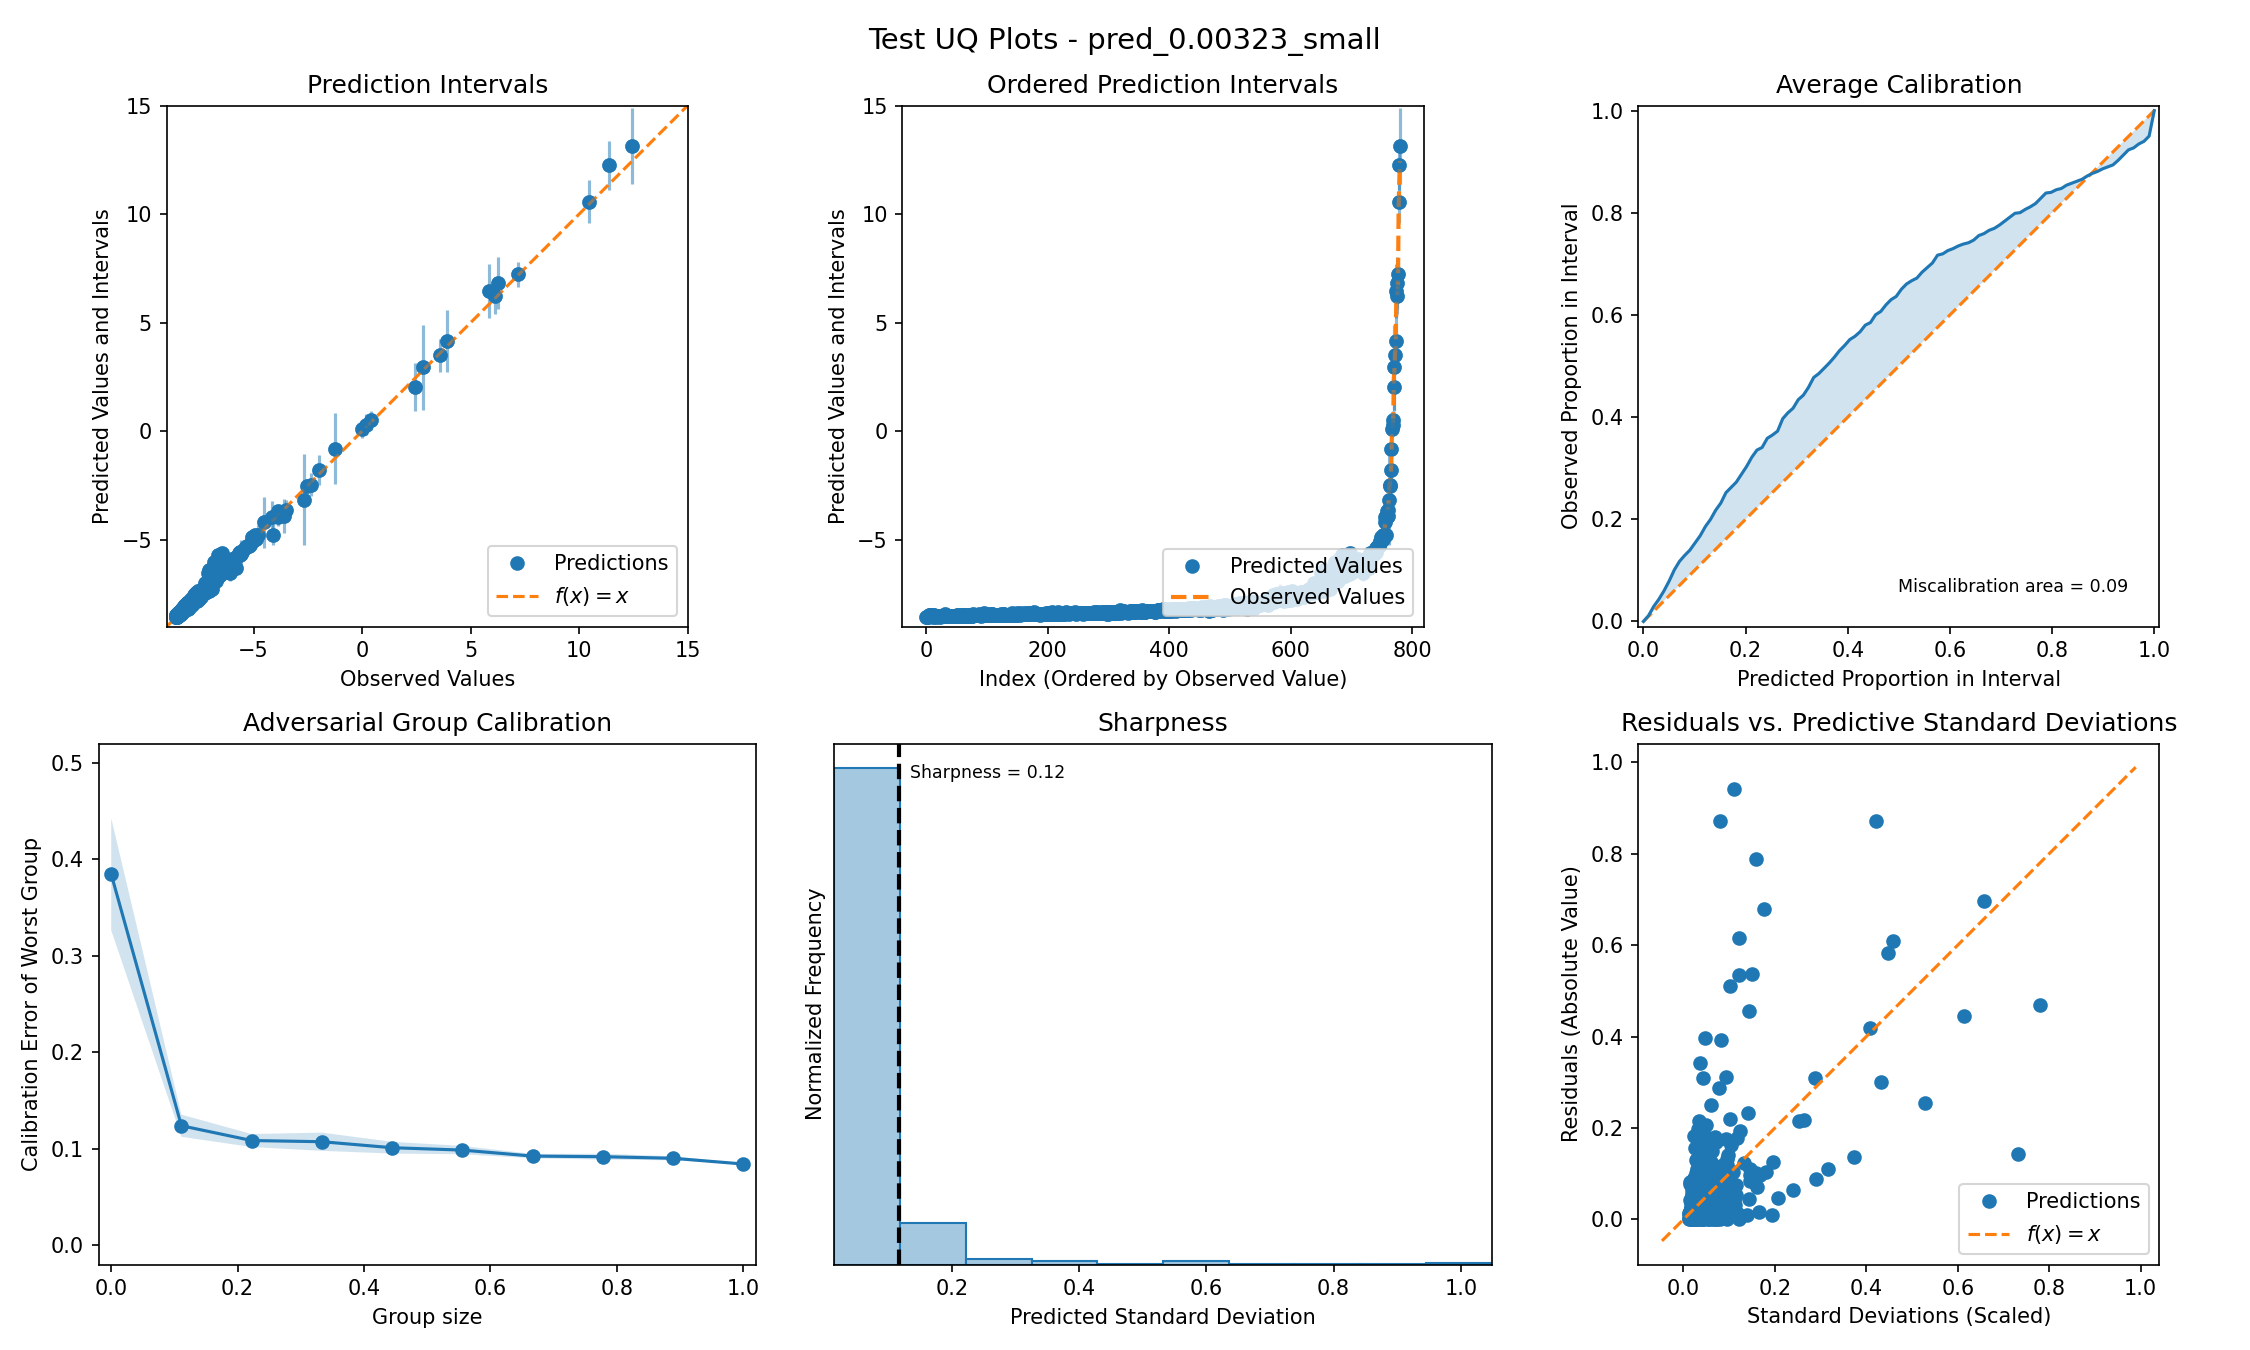 Test UQ Plots - pred_0.00323_small
Prediction Intervals
Predicted Values and Intervals
15
10
5
0
−5
−5
0
5
10
15
Observed Values
Predictions
f(x) = x
Ordered Prediction Intervals
Predicted Values and Intervals
15
10
5
0
−5
0
200
400
600
800
Index (Ordered by Observed Value)
Predicted Values
Observed Values
Average Calibration
Observed Proportion in Interval
1.0
0.8
0.6
0.4
0.2
0.0
0.0
0.2
0.4
0.6
0.8
1.0
Predicted Proportion in Interval
Miscalibration area = 0.09
Adversarial Group Calibration
Calibration Error of Worst Group
0.5
0.4
0.3
0.2
0.1
0.0
0.0
0.2
0.4
0.6
0.8
1.0
Group size
Sharpness
Normalized Frequency
Sharpness = 0.12
0.2
0.4
0.6
0.8
1.0
Predicted Standard Deviation
Residuals vs. Predictive Standard Deviations
Residuals (Absolute Value)
1.0
0.8
0.6
0.4
0.2
0.0
0.0
0.2
0.4
0.6
0.8
1.0
Standard Deviations (Scaled)
Predictions
f(x) = x